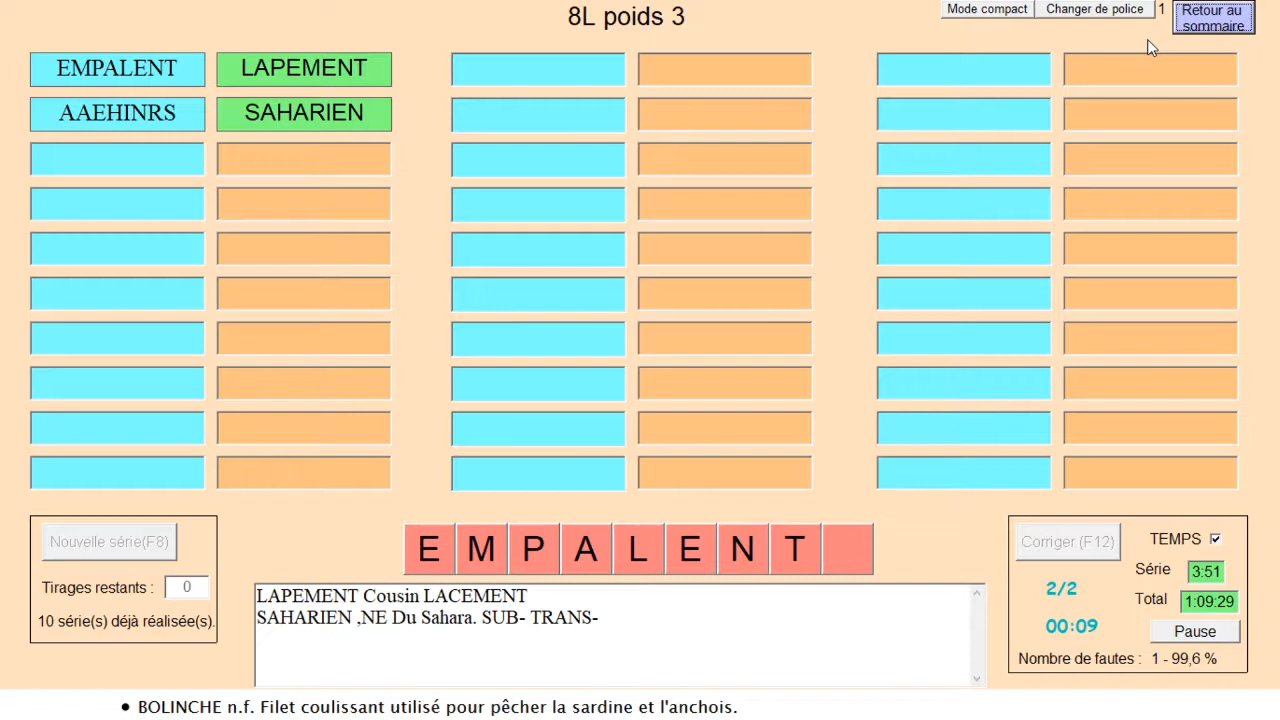 8L poids 3
Mode compact
Changer de police
1
Retour au
sommaire
EMPALENT
LAPEMENT
AAEHINRS
SAHARIEN
Nouvelle série(F8)
Tirages restants : 0
10 série(s) déjà réalisée(s).
E M P A L E N T
LAPEMENT Cousin LACEMENT
SAHARIEN ,NE Du Sahara. SUB- TRANS-
Corriger (F12)
TEMPS
Série 3:51
2/2
Total 1:09:29
00:09
Pause
Nombre de fautes : 1 - 99,6 %
• BOLINCHE n.f. Filet coulissant utilisé pour pêcher la sardine et l'anchois.